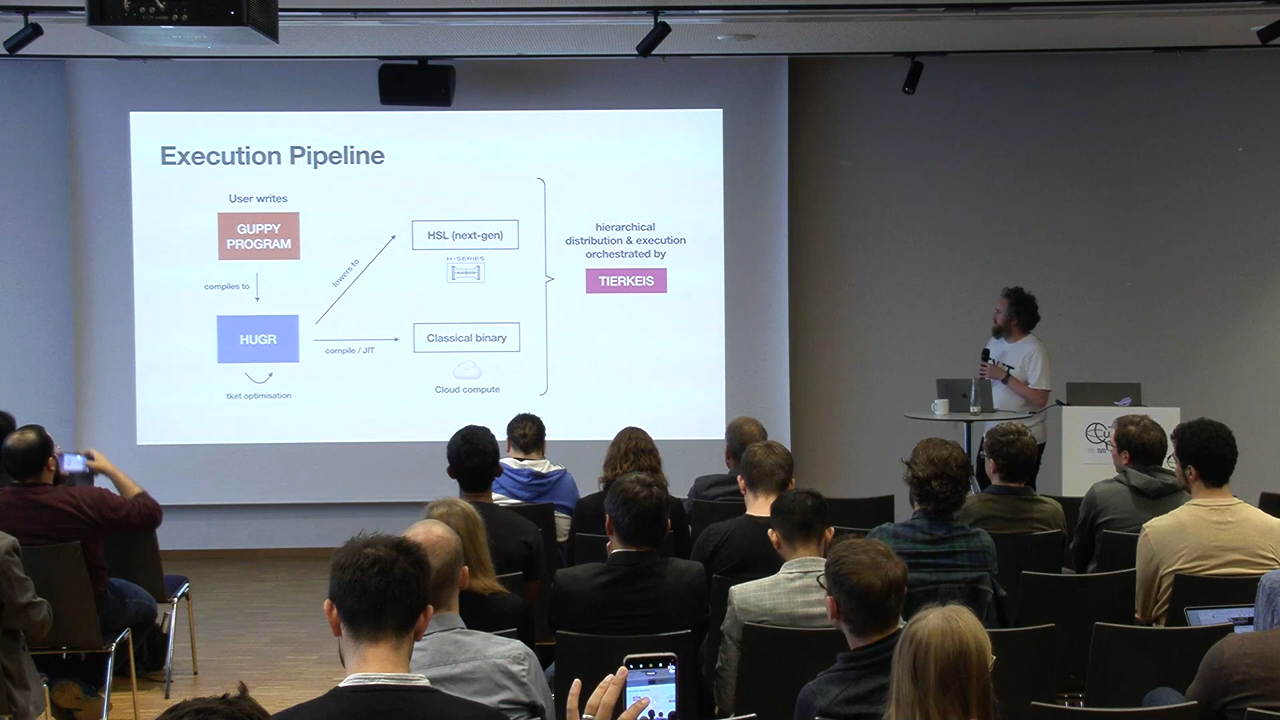 Execution Pipeline
User writes
GUPPY
PROGRAM
compiles to
HUGR
tket optimisation
lowers to
compile / JIT
HSL (next-gen)
H-SERIES
Classical binary
Cloud compute
hierarchical
distribution & execution
orchestrated by
TIERKEIS